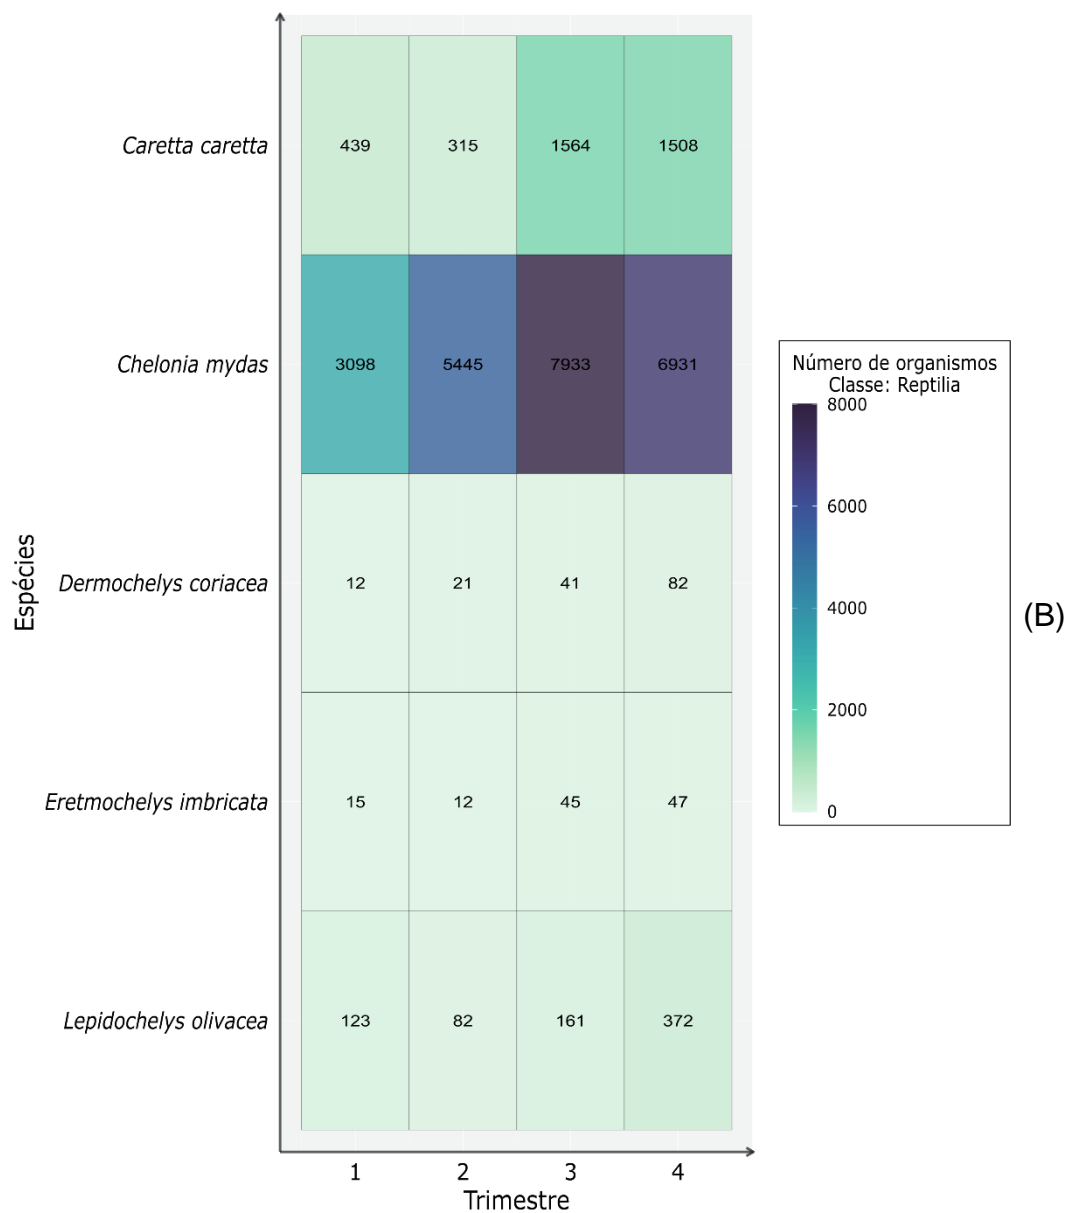 Caretta caretta
439 315 1564 1508
Chelonia mydas
3098 5445 7933 6931
Dermochelys coriacea
12 21 41 82
Eretmochelys imbricata
15 12 45 47
Lepidochelys olivacea
123 82 161 372
Espécies
1 2 3 4
Trimestre
Número de organismos
Classe: Reptilia
8000
6000
4000
2000
0
(B)